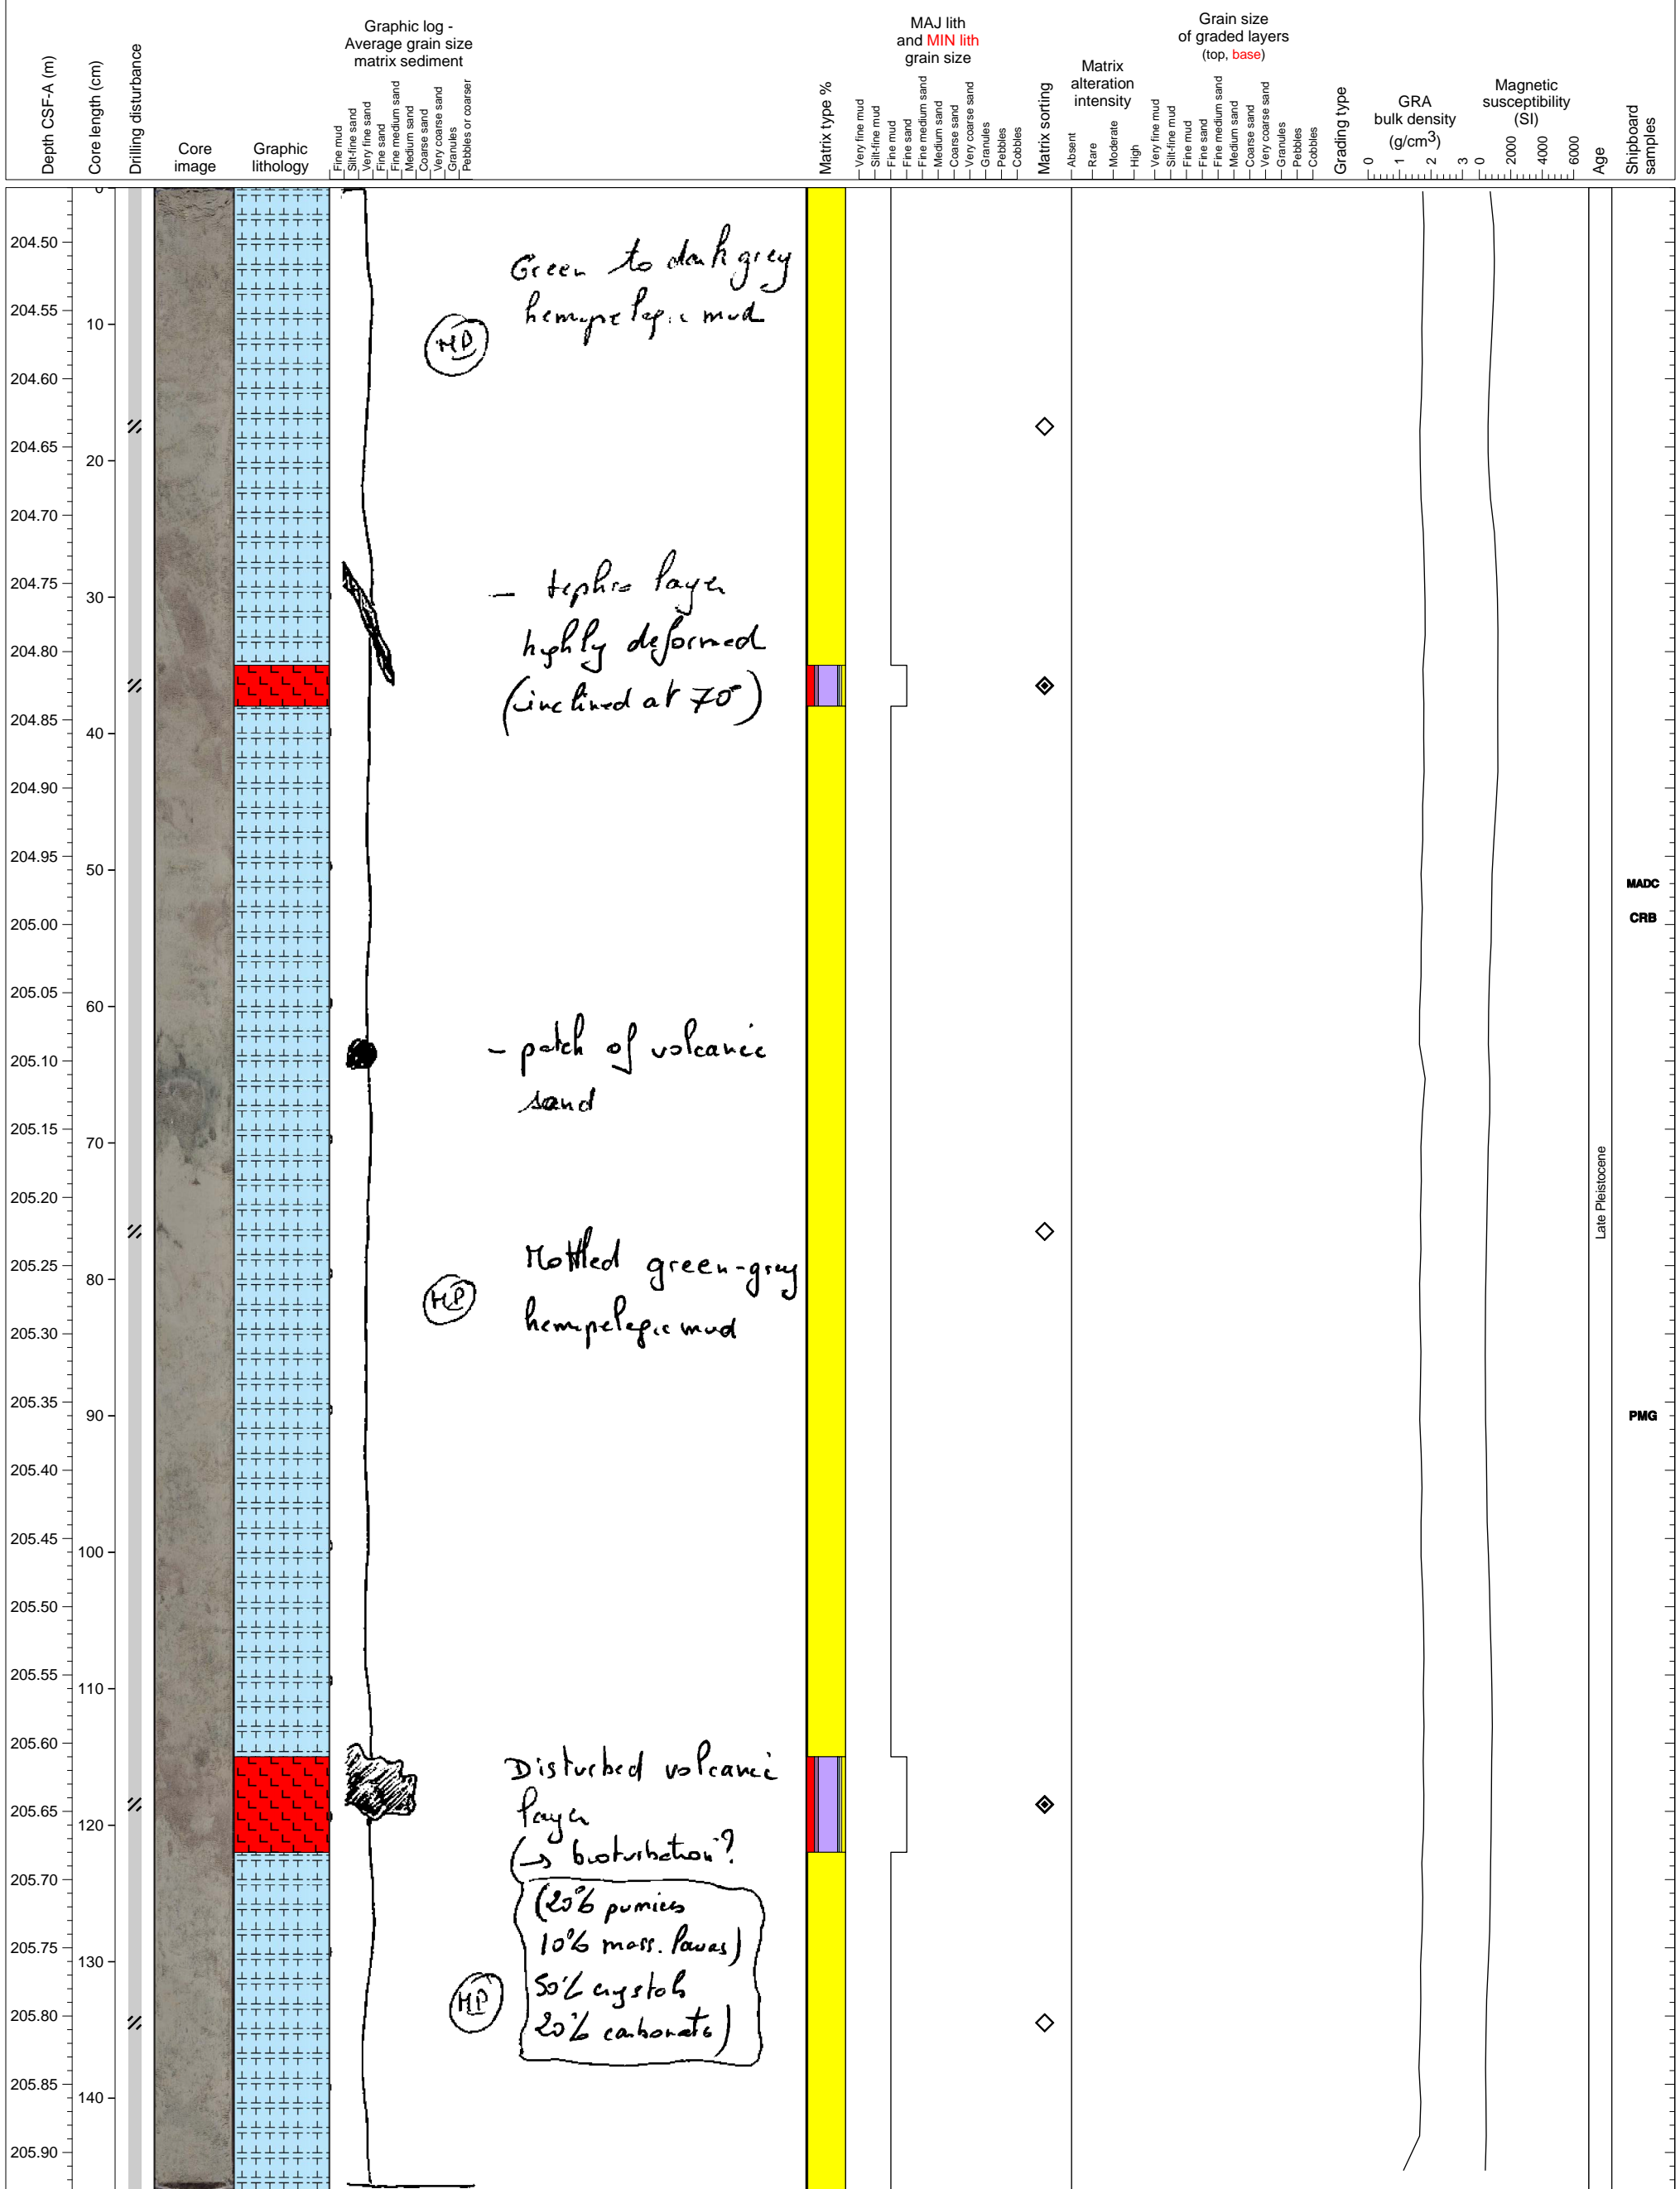 Graphic log -
Average grain size
matrix sediment
MAJ lith
and MIN lith
grain size
Grain size
of graded layers
(top, base)
Depth CSF-A (m)
Core length (cm)
Drilling disturbance
Core
image
Graphic
lithology
Fine mud
Silt-fine sand
Very fine sand
Fine sand
Fine medium sand
Medium sand
Coarse sand
Very coarse sand
Granules
Pebbles or coarser
Matrix type %
Very fine mud
Silt-fine mud
Fine mud
Fine sand
Fine medium sand
Medium sand
Coarse sand
Very coarse sand
Granules
Pebbles
Cobbles
Matrix sorting
Matrix
alteration
intensity
Absent
Rare
Moderate
High
Very fine mud
Silt-fine mud
Fine mud
Fine sand
Fine medium sand
Medium sand
Coarse sand
Very coarse sand
Granules
Pebbles
Cobbles
Grading type
GRA
bulk density
(g/cm3)
0 1 2 3
Magnetic
susceptibility
(SI)
0 2000 4000 6000
Age
Shipboard
samples
0
204.50
Green to dark grey
204.55
hemipelagic mud
10
HP
204.60
204.65
20
204.70
204.75
- tephra layer
30
highly deformed
204.80
(inclined at 70°)
204.85
40
204.90
204.95
50
MADC
205.00
CRB
205.05
60
205.10
- patch of volcanic
sand
205.15
70
205.20
Late Pleistocene
205.25
Mottled green-grey
80
HP
hemipelagic mud
205.30
205.35
90
PMG
205.40
205.45
100
205.50
205.55
110
205.60
Disturbed volcanic
205.65
layer
120
(→ bioturbation?
205.70
(20% pumices
205.75
10% mass. lavas)
130
HP
50% crystals
205.80
20% carbonats)
205.85
140
205.90